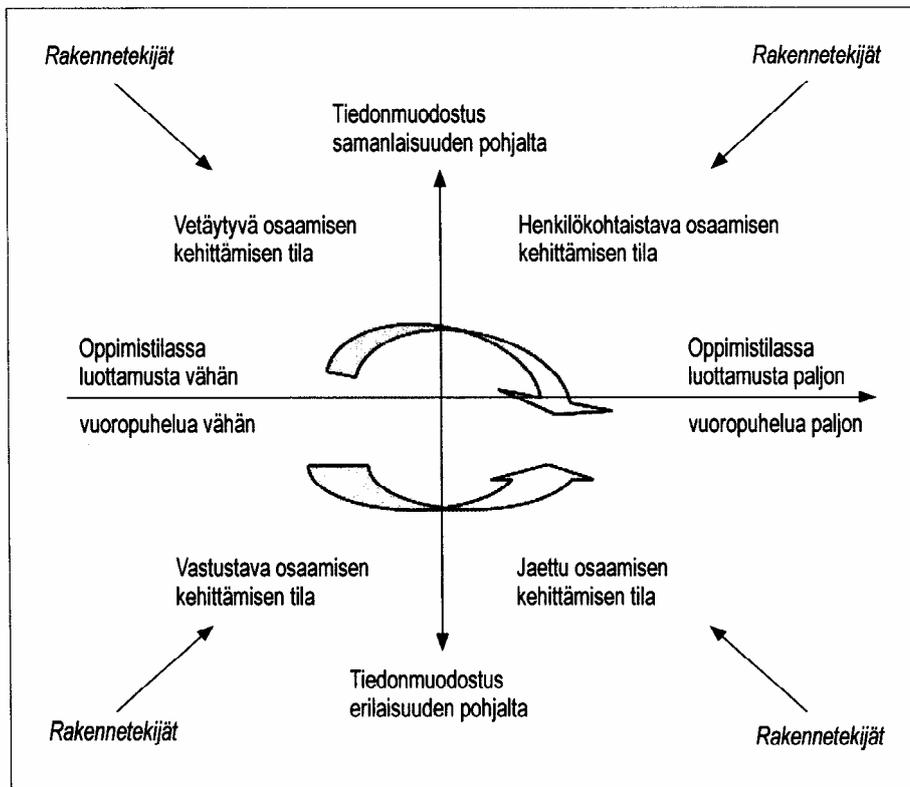 Rakennetekijät
Rakennetekijät
Tiedonmuodostus
samanlaisuuden pohjalta
Vetäytyvä osaamisen
kehittämisen tila
Henkilökohtaistava osaamisen
kehittämisen tila
Oppimistilassa
luottamusta vähän
vuoropuhelua vähän
Oppimistilassa
luottamusta paljon
vuoropuhelua paljon
Vastustava osaamisen
kehittämisen tila
Jaettu osaamisen
kehittämisen tila
Tiedonmuodostus
erilaisuuden pohjalta
Rakennetekijät
Rakennetekijät